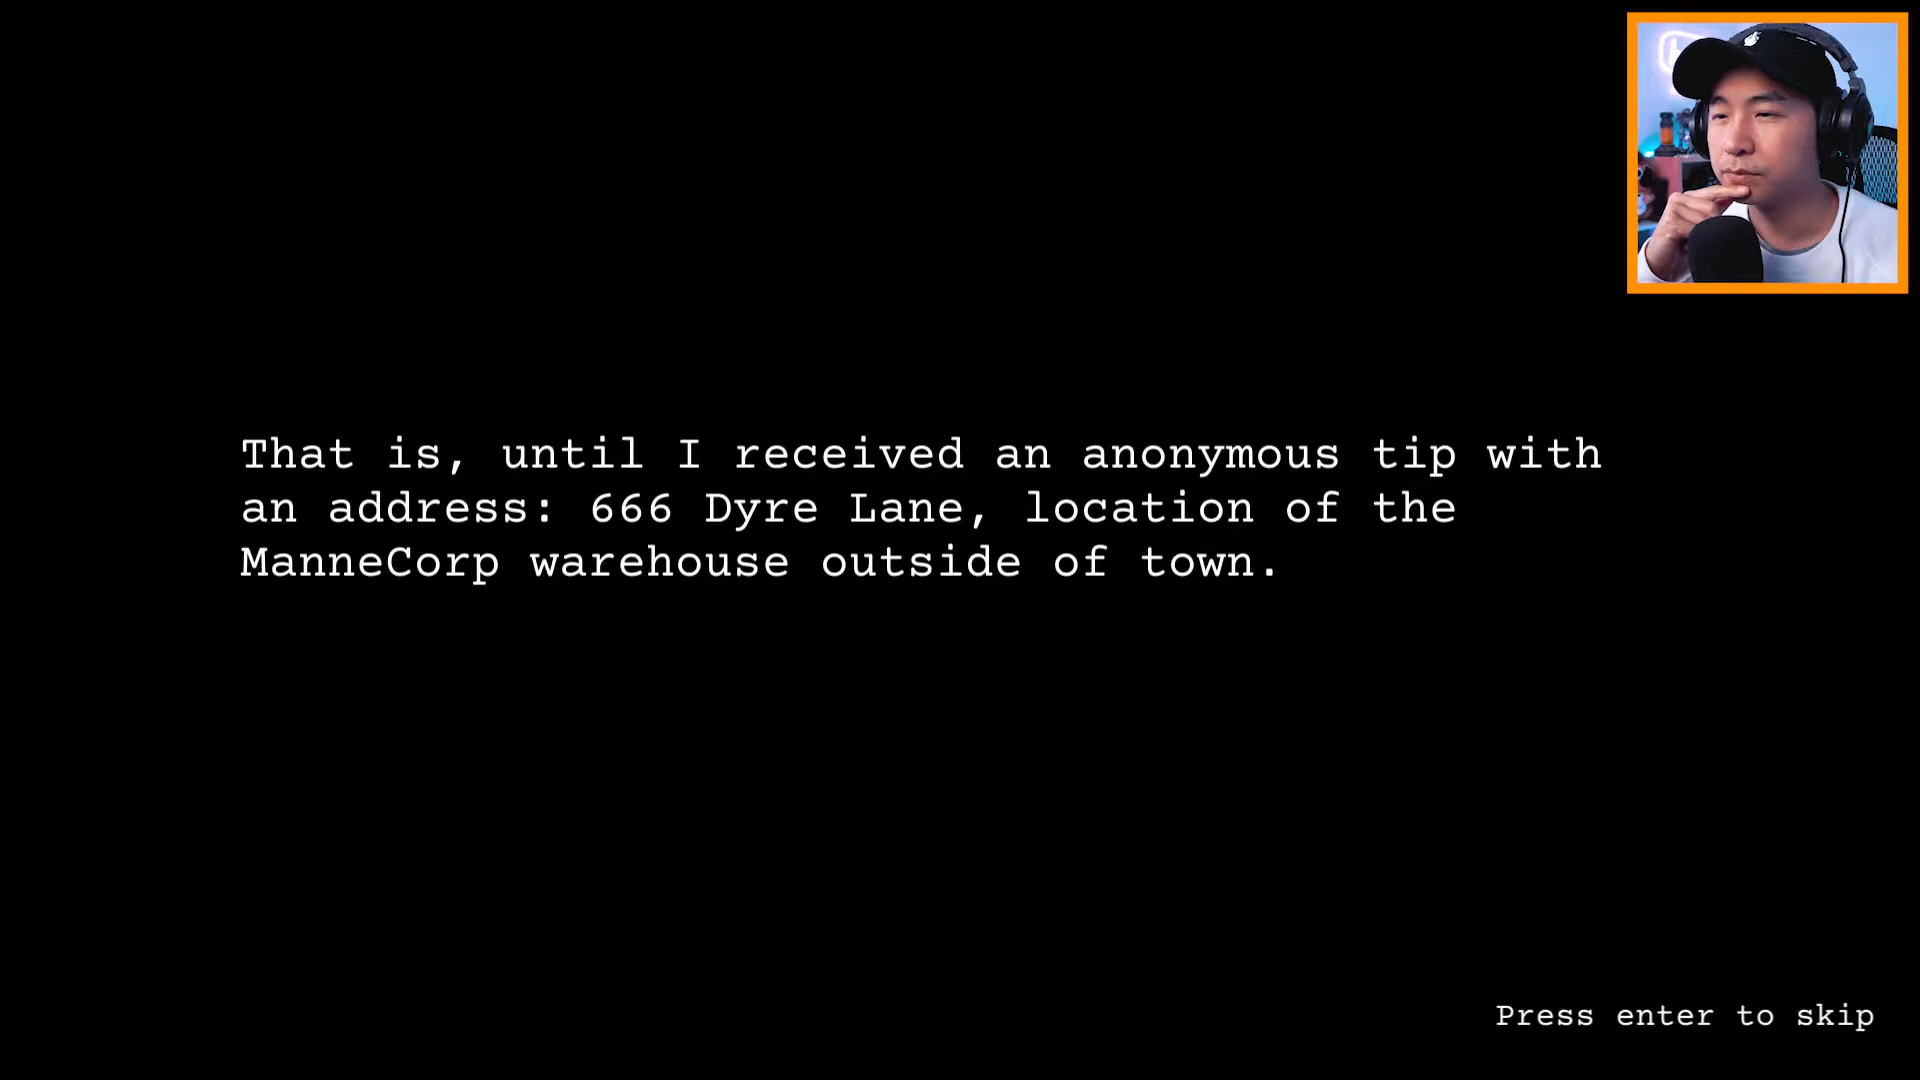 That is, until I received an anonymous tip with
an address: 666 Dyre Lane, location of the
ManneCorp warehouse outside of town.
Press enter to skip